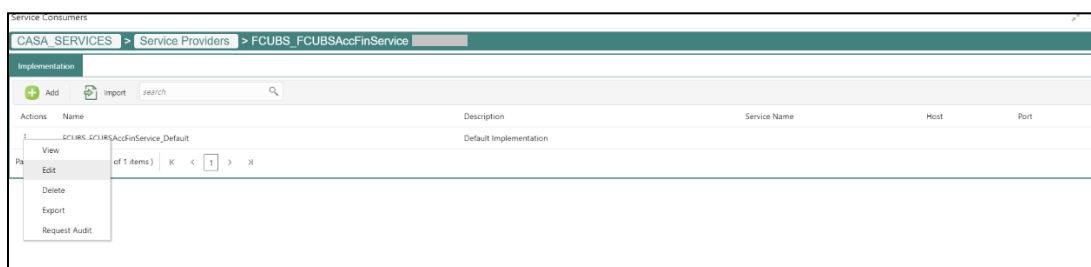 Service Consumers
CASA_SERVICES > Service Providers > FCUBS_FCUBSAccFinService
Implementation
Add Import search
Actions Name Description Service Name Host Port
FCUBS_FCUBSAccFinService_Default Default Implementation
View
Pa of 1 items) K < 1 > X
Edit
Delete
Export
Request Audit